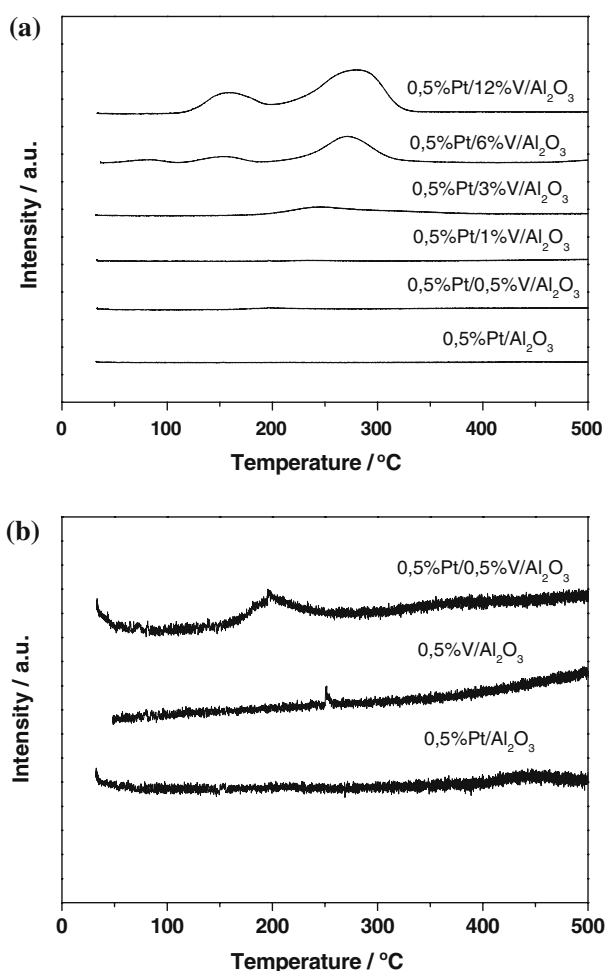 (a)
0,5%Pt/12%V/Al₂O₃
0,5%Pt/6%V/Al₂O₃
0,5%Pt/3%V/Al₂O₃
0,5%Pt/1%V/Al₂O₃
0,5%Pt/0,5%V/Al₂O₃
0,5%Pt/Al₂O₃
Intensity / a.u.
0 100 200 300 400 500
Temperature / ºC
(b)
0,5%Pt/0,5%V/Al₂O₃
0,5%V/Al₂O₃
0,5%Pt/Al₂O₃
Intensity / a.u.
0 100 200 300 400 500
Temperature / ºC